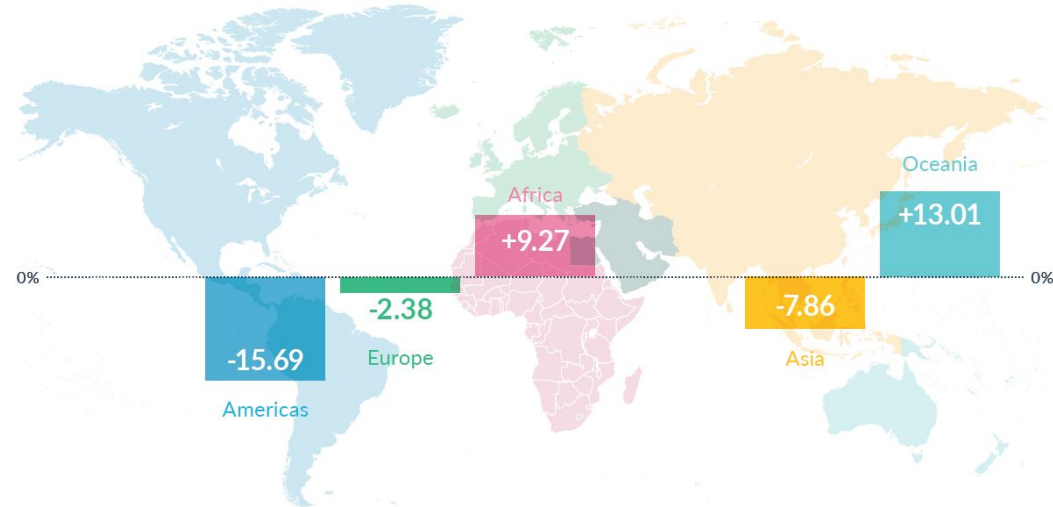 Oceania
+13.01
Africa
+9.27
0%
0%
-15.69
Americas
-2.38
Europe
-7.86
Asia